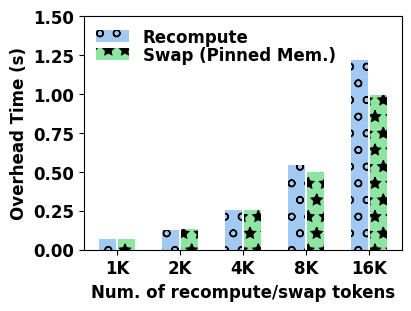 Recompute
Swap (Pinned Mem.)
Overhead Time (s)
1.50
1.25
1.00
0.75
0.50
0.25
0.00
1K 2K 4K 8K 16K
Num. of recompute/swap tokens